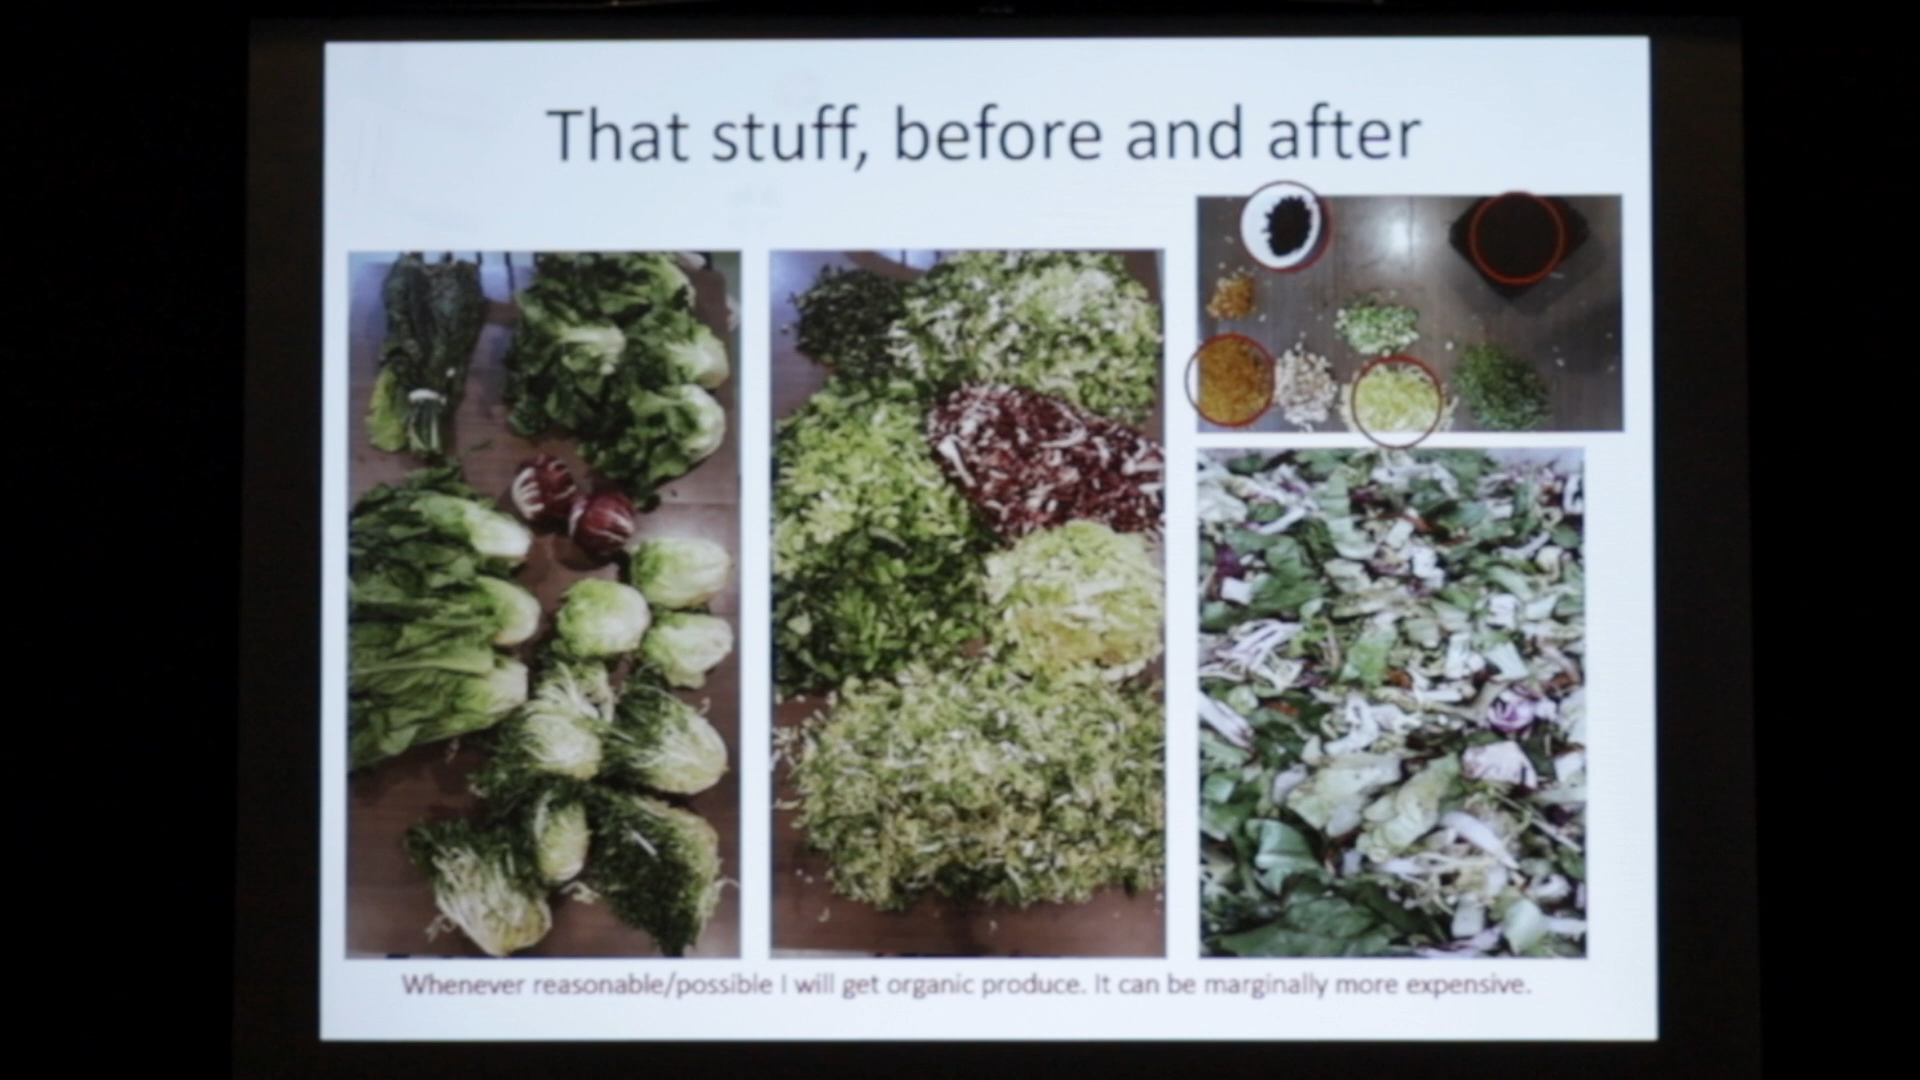 That stuff, before and after
Whenever reasonable/possible I will get organic produce. It can be marginally more expensive.